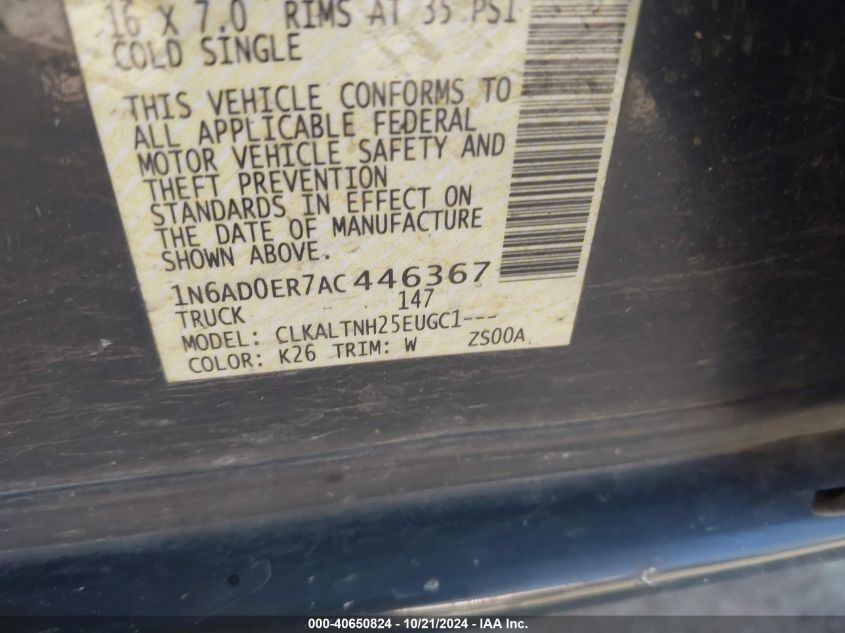 16 X 7.0 RIMS AT 35 PSI
COLD SINGLE
THIS VEHICLE CONFORMS TO
ALL APPLICABLE FEDERAL
MOTOR VEHICLE SAFETY AND
THEFT PREVENTION
STANDARDS IN EFFECT ON
THE DATE OF MANUFACTURE
SHOWN ABOVE.
1N6AD0ER7AC446367
TRUCK 147
MODEL: CLKALTNH25EUGC1---
COLOR: K26 TRIM: W ZS00A
000-40650824 - 10/21/2024 - IAA Inc.